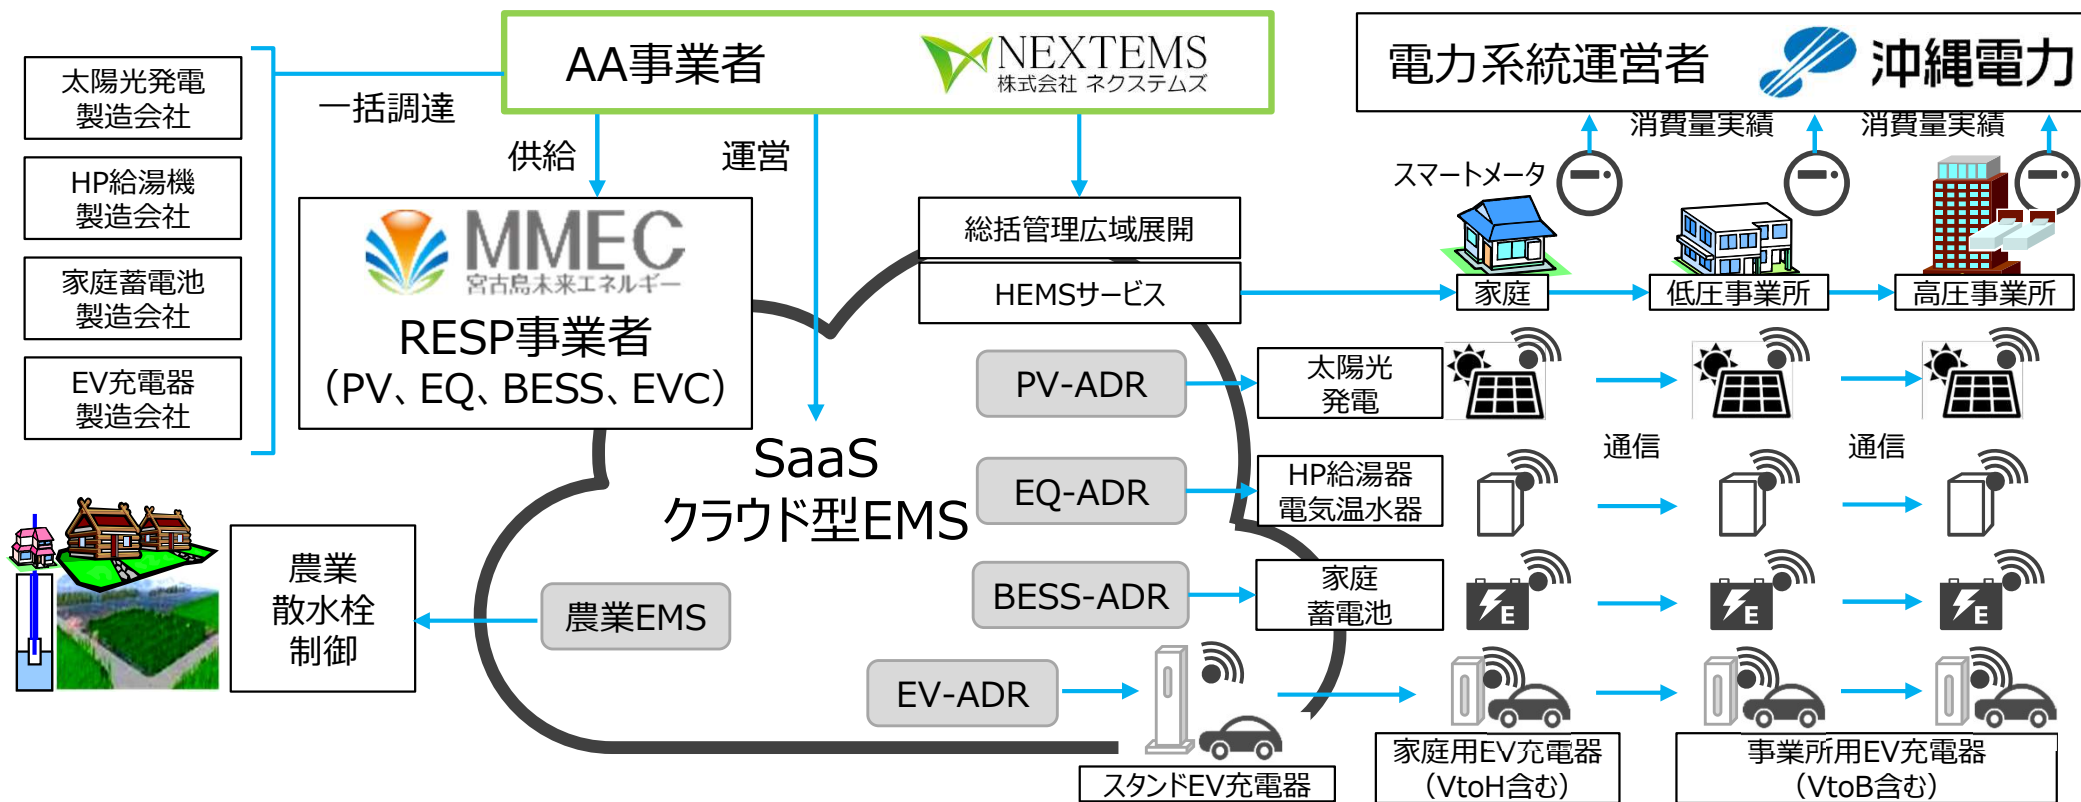 AA事業者
NEXTEMS
株式会社 ネクステムズ
電力系統運営者
沖縄電力
太陽光発電
製造会社
HP給湯機
製造会社
家庭蓄電池
製造会社
EV充電器
製造会社
一括調達
供給
運営
消費量実績
消費量実績
スマートメータ
MMEC
宮古島未来エネルギー
RESP事業者
（PV、EQ、BESS、EVC）
総括管理広域展開
HEMSサービス
家庭
低圧事業所
高圧事業所
PV-ADR
太陽光
発電
SaaS
クラウド型EMS
通信
通信
EQ-ADR
HP給湯器
電気温水器
農業
散水栓
制御
農業EMS
BESS-ADR
家庭
蓄電池
E
E
E
EV-ADR
スタンドEV充電器
家庭用EV充電器
（VtoH含む）
事業所用EV充電器
（VtoB含む）